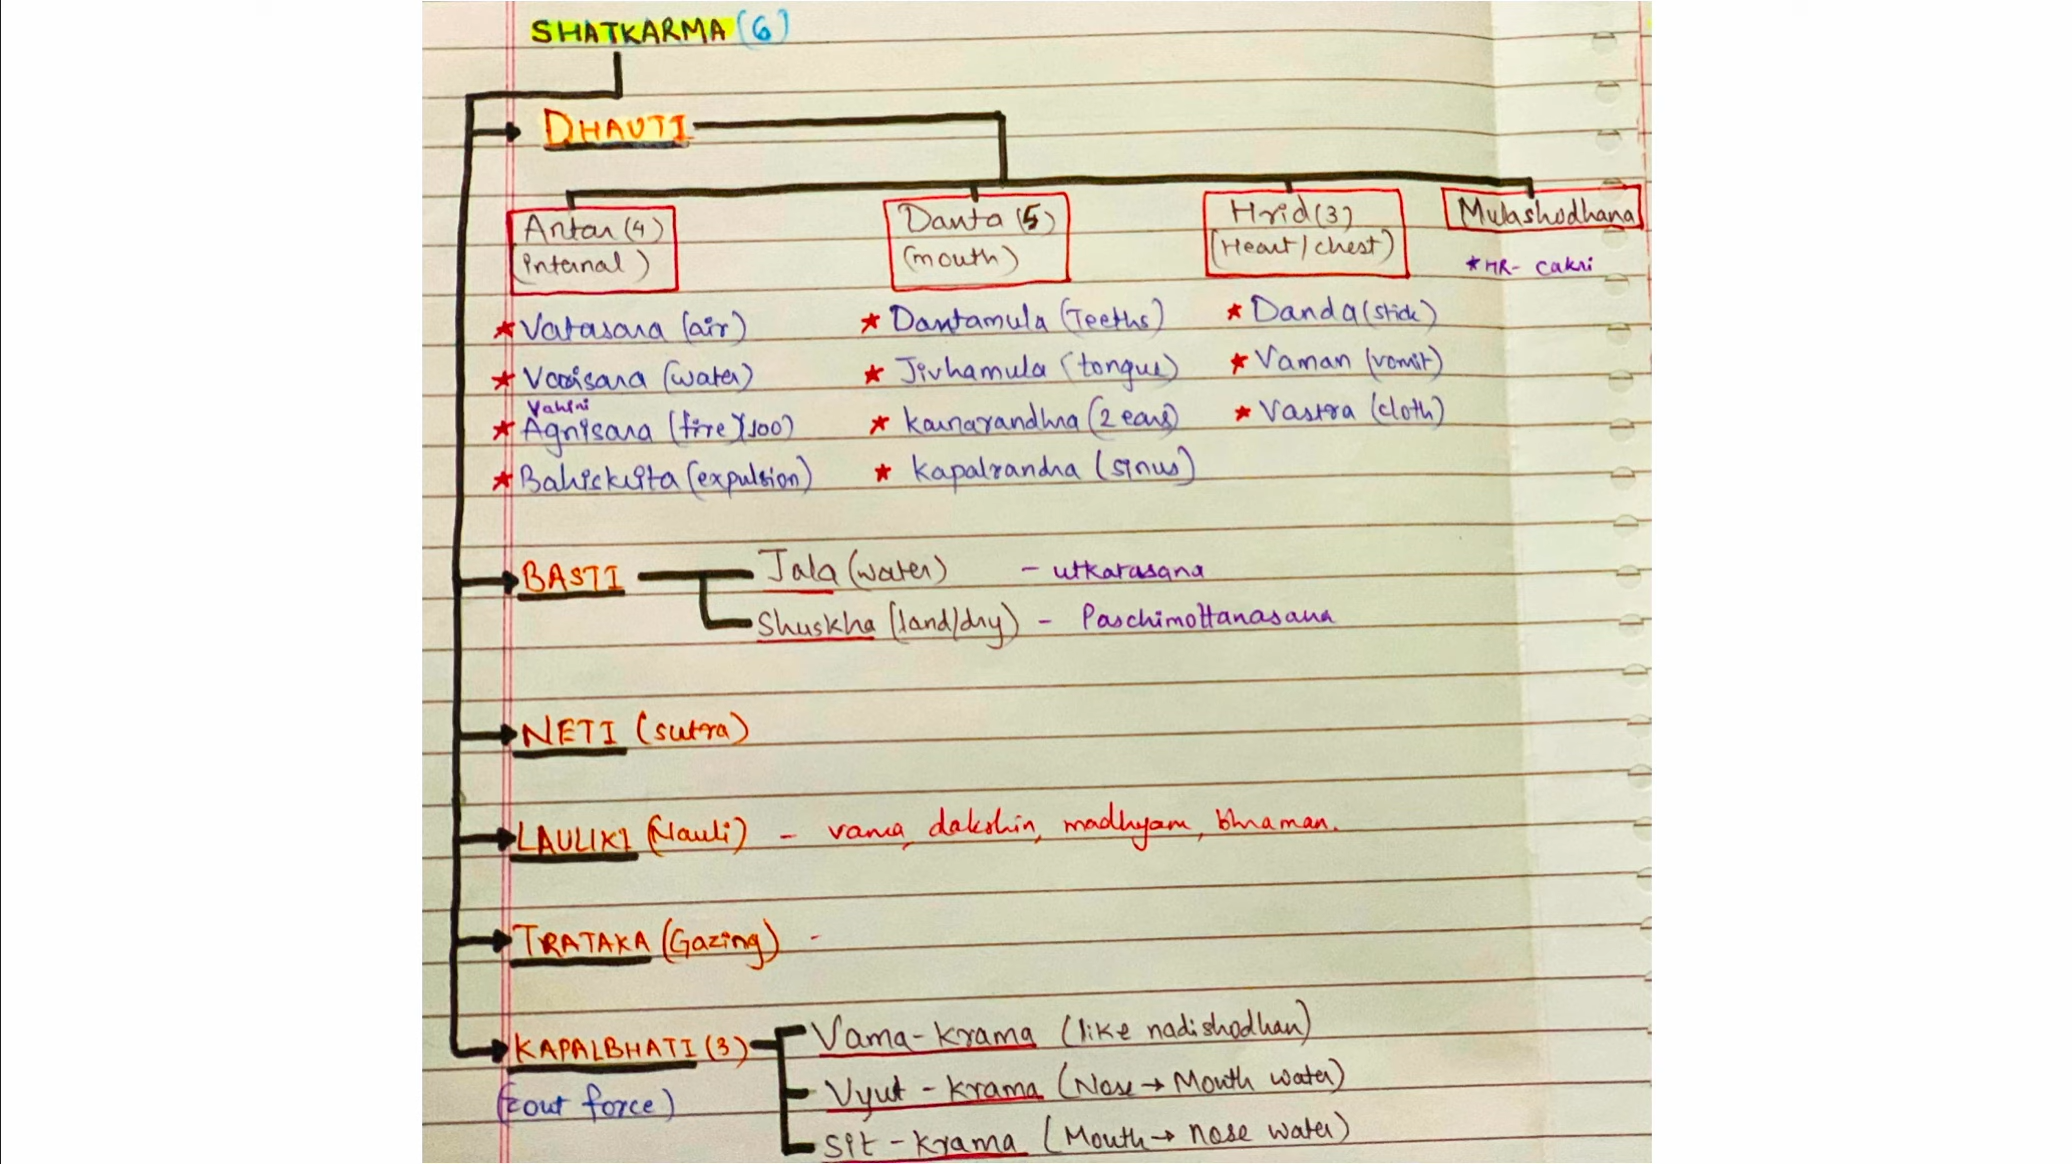 SHATKARMA (6)
DHAUTI
Antar (4)
(internal)
Danta (5)
(mouth)
Hrid (3)
(Heart/chest)
Mulashodhana
* HR- cakri
* Vatasara (air)
* Varisara (water)
Vahini
* Agnisara (fire)(100)
* Bahiskrita (expulsion)
* Dantamula (Teeths)
* Jivhamula (tongue)
* Karnarandhra (2 ears)
* Kapalrandra (sinus)
* Danda (stick)
* Vaman (vomit)
* Vastra (cloth)
BASTI
Jala (water) - utkatasana
Shuskha (land/dry) - Paschimottanasana
NETI (sutra)
LAULIKI (Nauli) - vama, dakshin, madhyam, bhraman.
TRATAKA (Gazing) -
KAPALBHATI (3)
(out force)
Vama-krama (like nadishodhan)
Vyut-krama (Nose→Mouth water)
Sit-krama (Mouth→nose water)